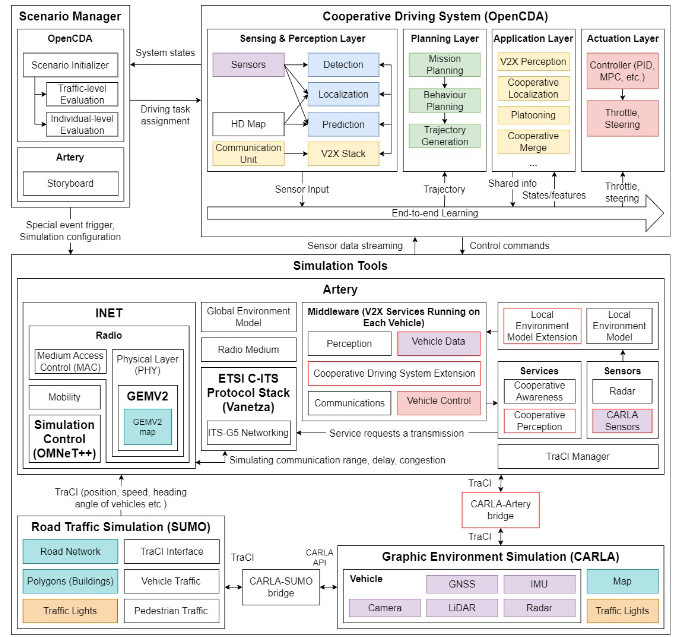 Scenario Manager
OpenCDA
Scenario Initializer
Traffic-level
Evaluation
Individual-level
Evaluation
Artery
Storyboard
System states
Driving task
assignment
Cooperative Driving System (OpenCDA)
Sensing & Perception Layer
Sensors
HD Map
Communication
Unit
Detection
Localization
Prediction
V2X Stack
Planning Layer
Mission
Planning
Behaviour
Planning
Trajectory
Generation
Application Layer
V2X Perception
Cooperative
Localization
Platooning
Cooperative
Merge
...
Actuation Layer
Controller (PID,
MPC, etc.)
Throttle,
Steering
Sensor Input
Trajectory
Shared info
States/features
Throttle,
steering
End-to-end Learning
Special event trigger,
Simulation configuration
Sensor data streaming
Control commands
Simulation Tools
Artery
INET
Radio
Medium Access
Control (MAC)
Physical Layer
(PHY)
Mobility
GEMV2
GEMV2
map
Simulation
Control
(OMNeT++)
Global Environment
Model
Radio Medium
ETSI C-ITS
Protocol Stack
(Vanetza)
ITS-G5 Networking
Middleware (V2X Services Running on
Each Vehicle)
Perception
Vehicle Data
Cooperative Driving System Extension
Communications
Vehicle Control
Local
Environment
Model Extension
Local
Environment
Model
Services
Cooperative
Awareness
Cooperative
Perception
Sensors
Radar
CARLA
Sensors
Service requests a transmission
Simulating communication range, delay, congestion
TraCI Manager
TraCI (position, speed, heading
angle of vehicles etc.)
TraCI
CARLA-Artery
bridge
TraCI
Road Traffic Simulation (SUMO)
Road Network
TraCI Interface
Polygons (Buildings)
Vehicle Traffic
Traffic Lights
Pedestrian Traffic
TraCI
CARLA-SUMO
bridge
CARLA
API
Graphic Environment Simulation (CARLA)
Vehicle
GNSS
IMU
Camera
LiDAR
Radar
Map
Traffic Lights